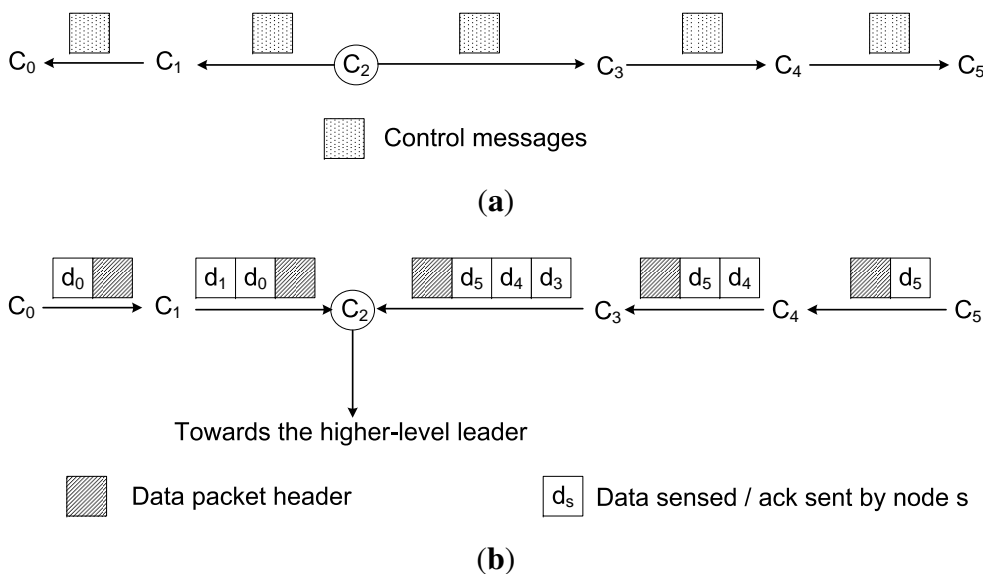 C₀ C₁ C₂ C₃ C₄ C₅
Control messages
(a)
d₀ d₁ d₀ d₅ d₄ d₃ d₅ d₄ d₅
C₀ C₁ C₂ C₃ C₄ C₅
Towards the higher-level leader
Data packet header dₛ Data sensed / ack sent by node s
(b)